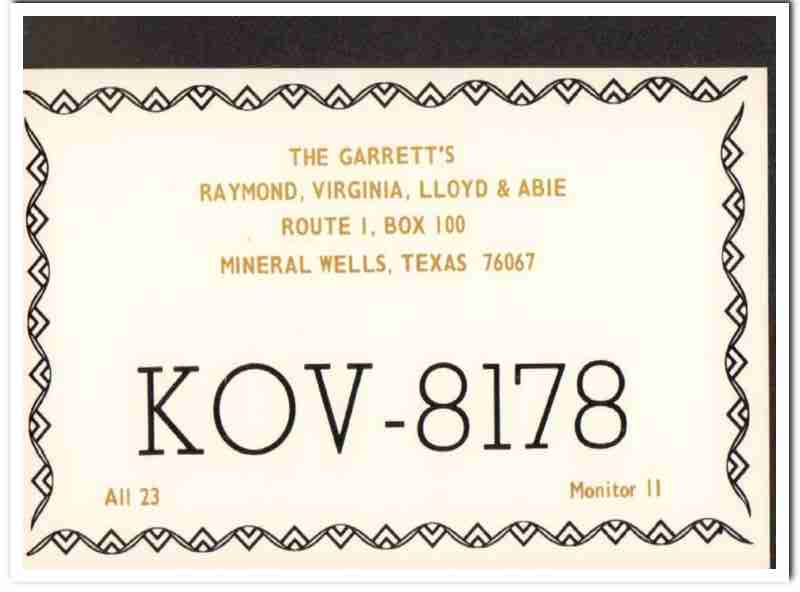 THE GARRETT'S
RAYMOND, VIRGINIA, LLOYD & ABIE
ROUTE 1, BOX 100
MINERAL WELLS, TEXAS 76067
KOV-8178
All 23
Monitor 11